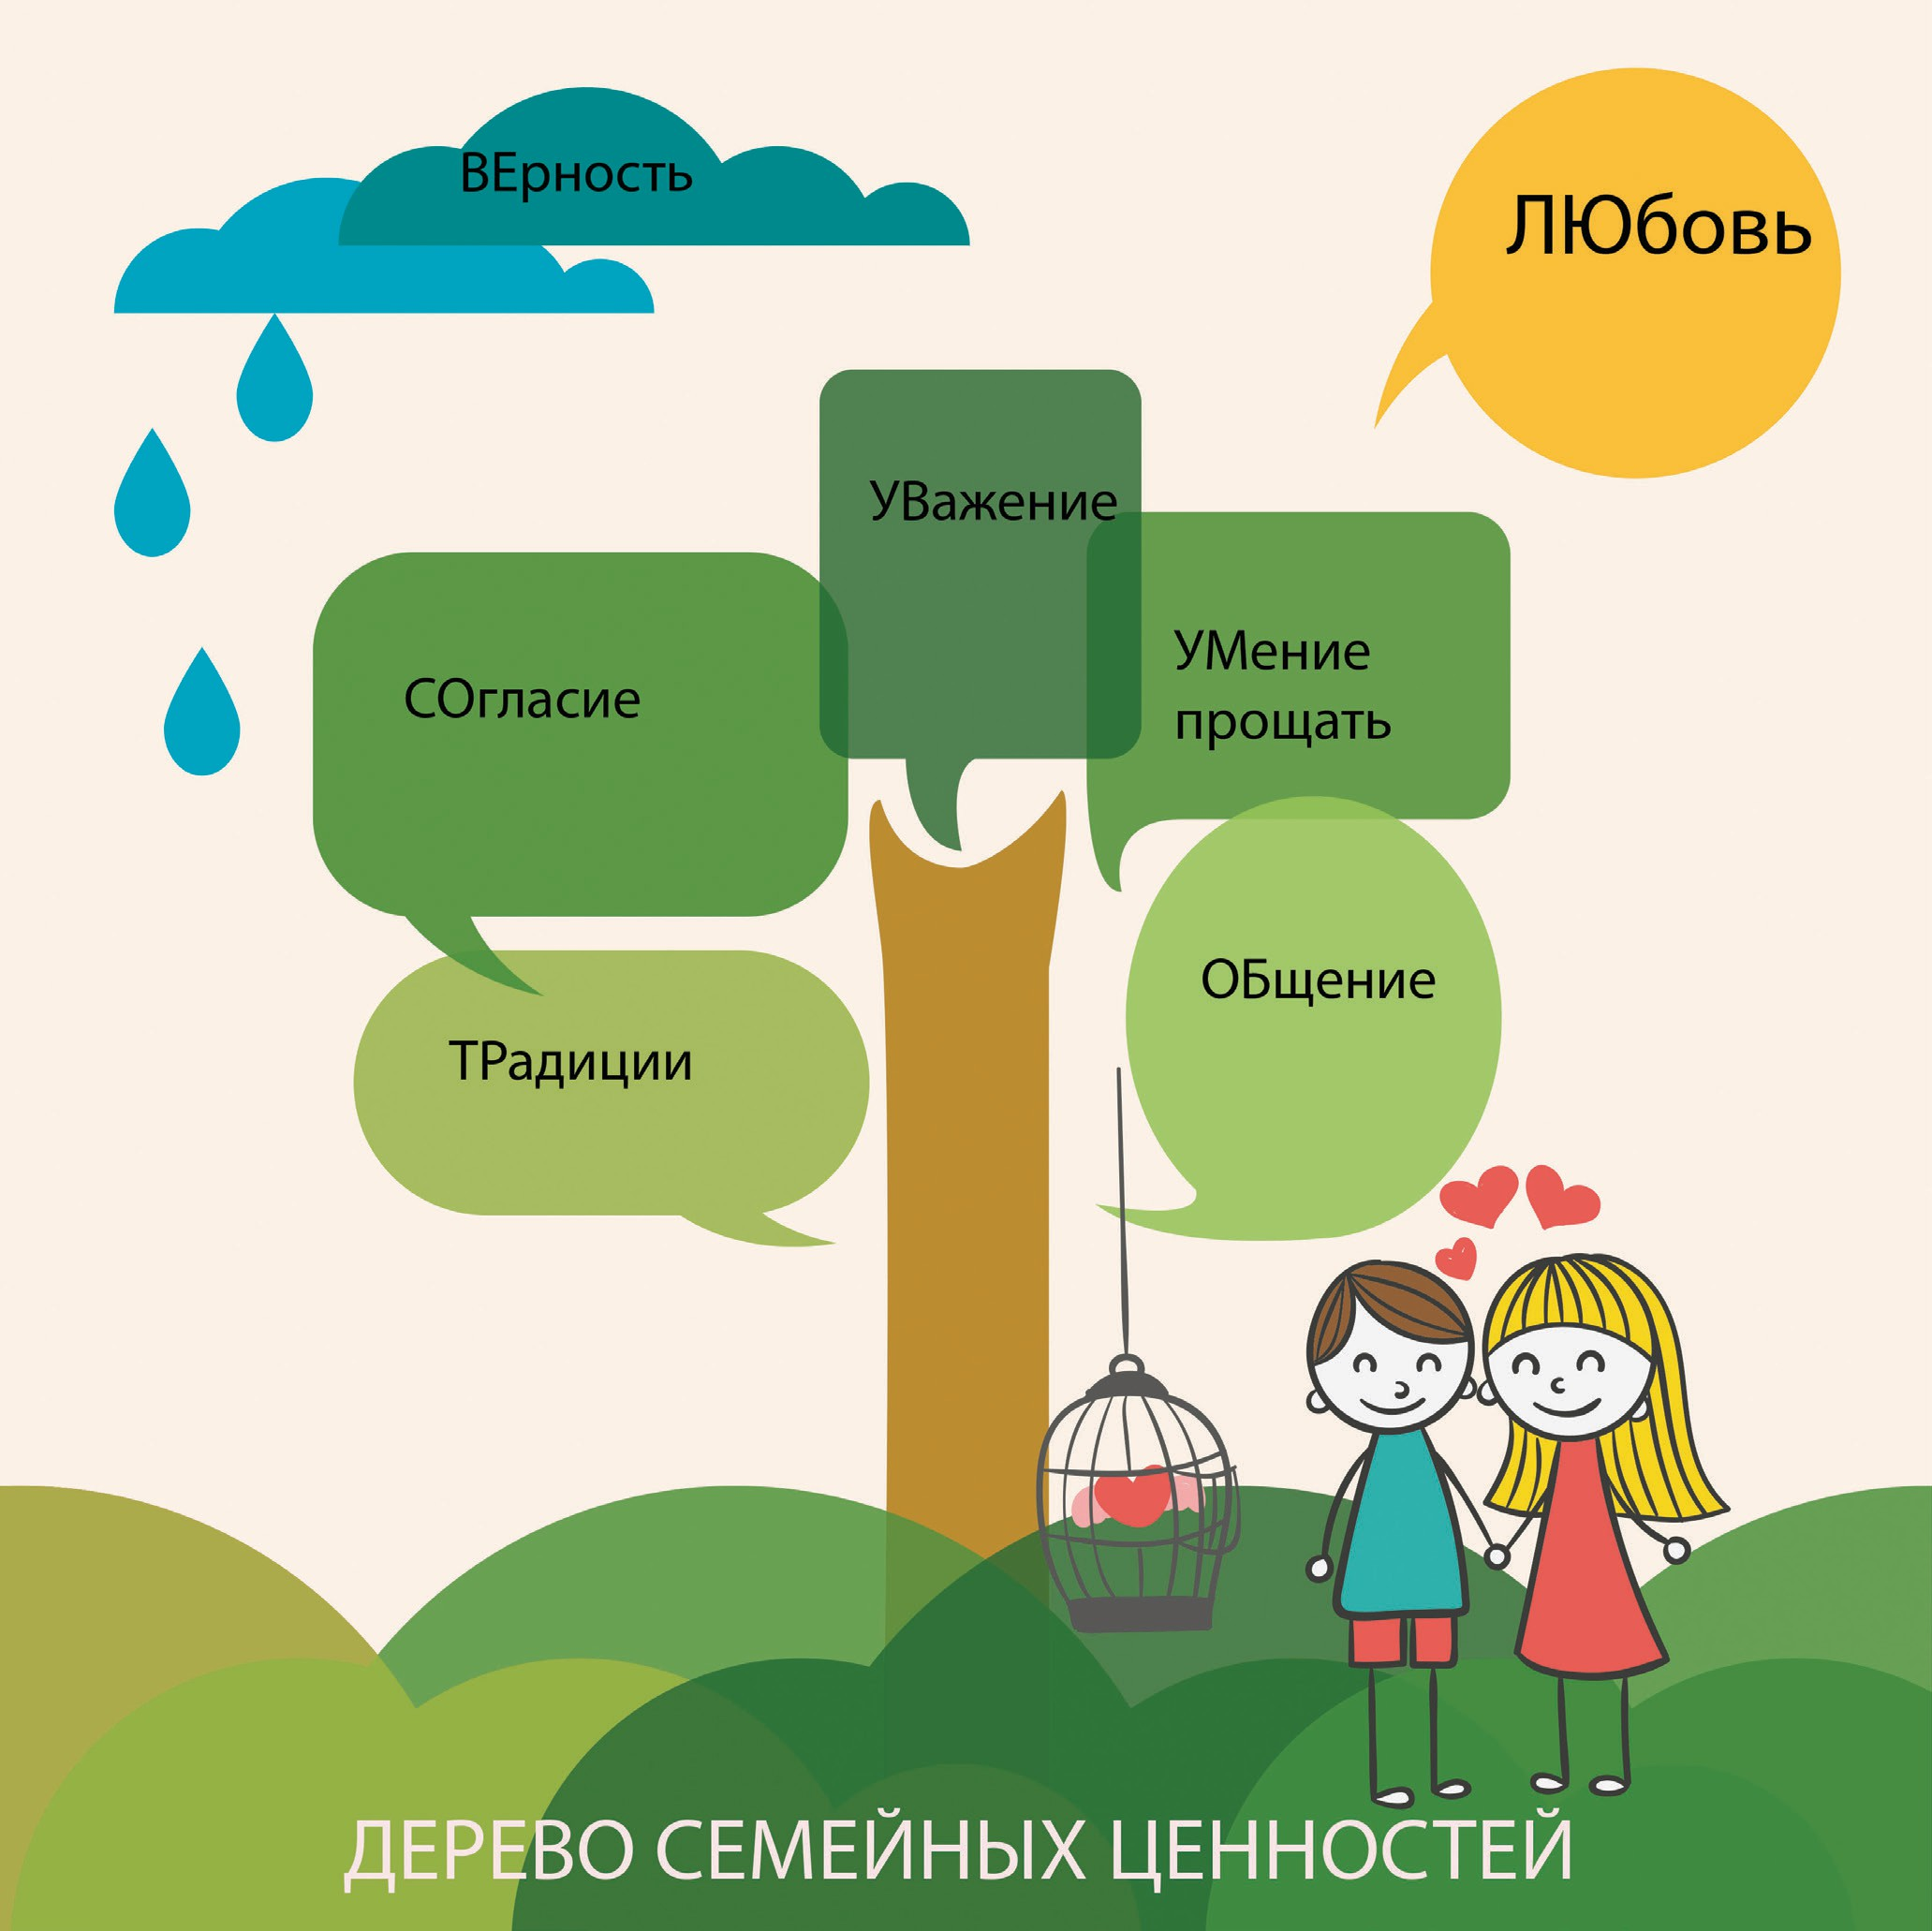 ВЕрность
ЛЮбовь
УВажение
УМение
прощать
СОгласие
ОБщение
ТРадиции
ДЕРЕВО СЕМЕЙНЫХ ЦЕННОСТЕЙ